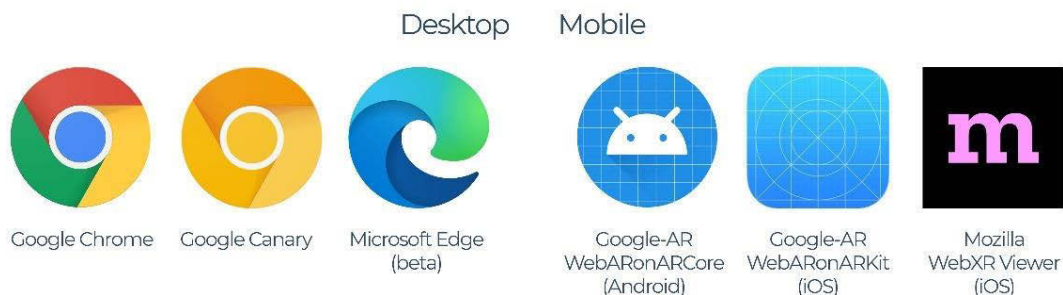 Desktop
Mobile
m
Google Chrome
Google Canary
Microsoft Edge
(beta)
Google-AR
WebARonARCore
(Android)
Google-AR
WebARonARKit
(iOS)
Mozilla
WebXR Viewer
(iOS)